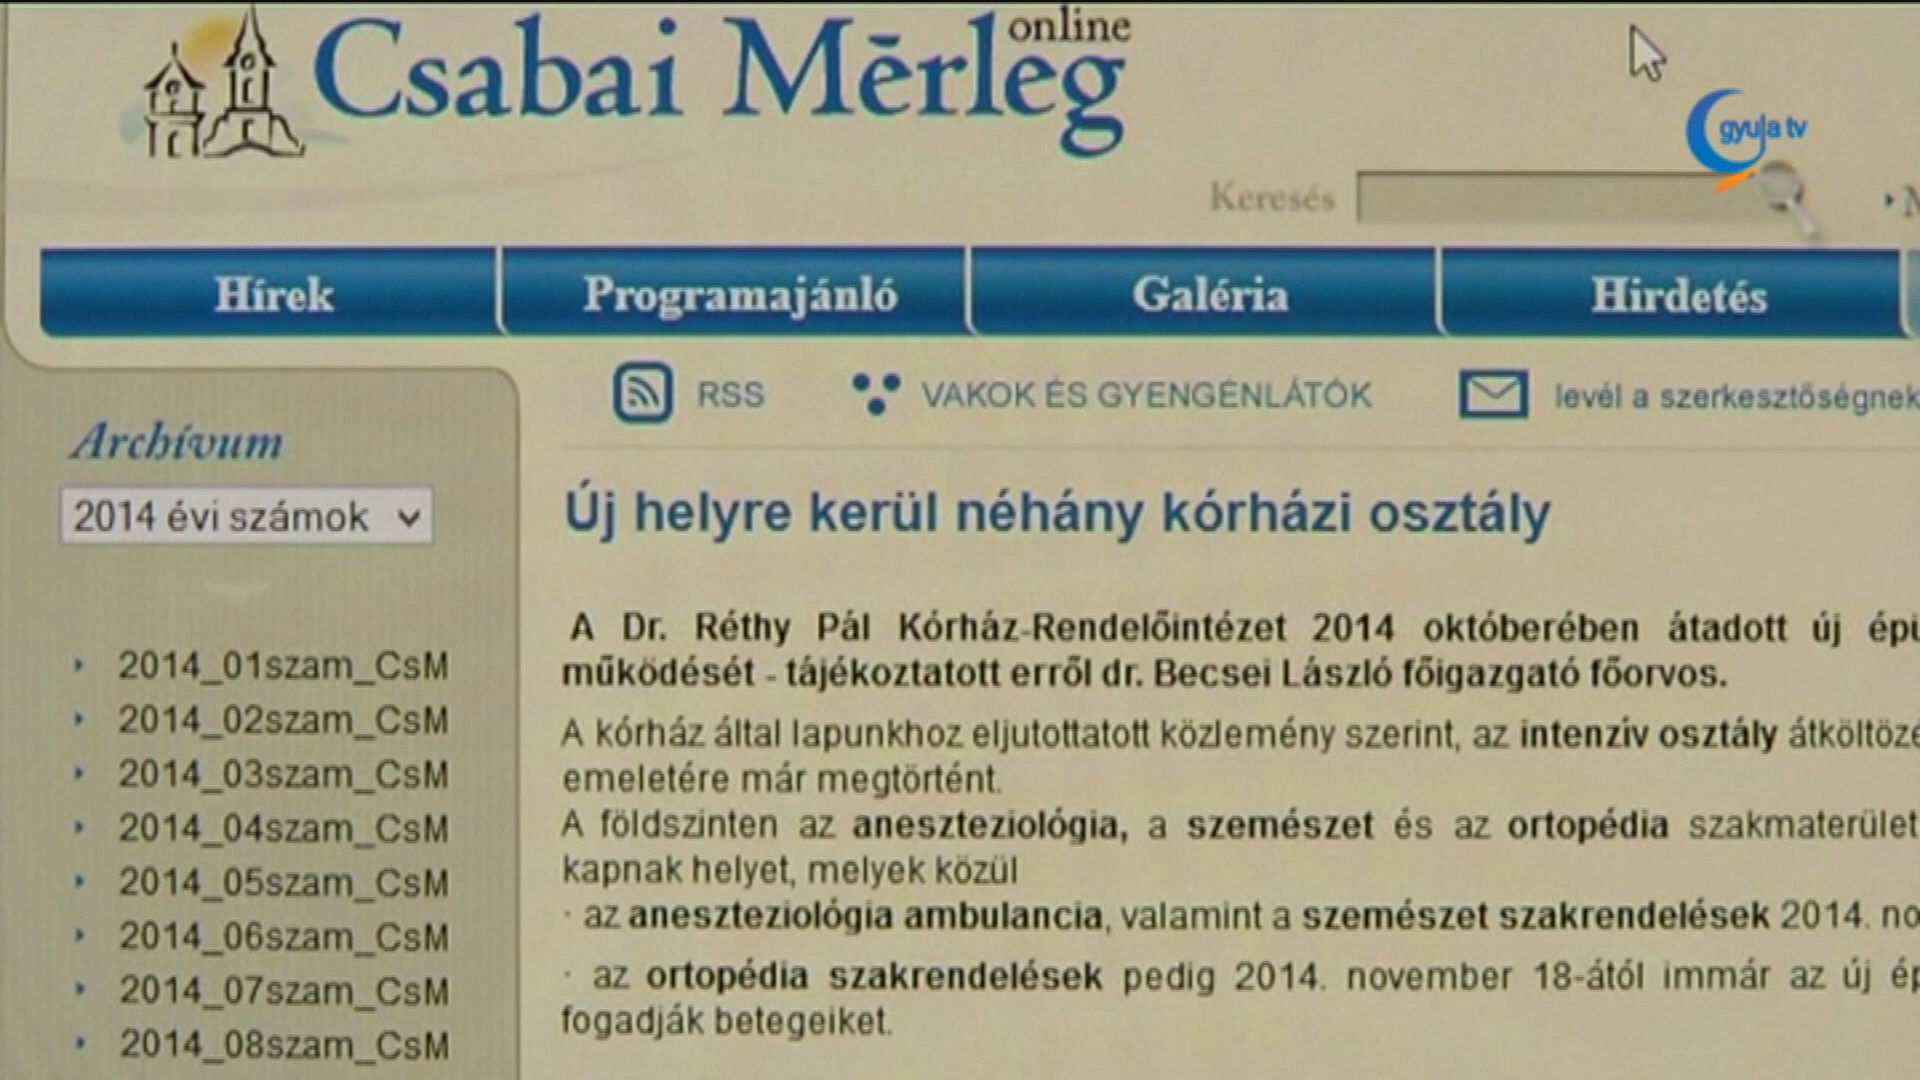 online
Csabai Mērleg
gyula tv
Keresés
Hírek Programajánló Galéria Hirdetés
RSS VAKOK ÉS GYENGÉNLÁTÓK levél a szerkesztőségnek
Archívum
2014 évi számok
2014_01szam_CsM
2014_02szam_CsM
2014_03szam_CsM
2014_04szam_CsM
2014_05szam_CsM
2014_06szam_CsM
2014_07szam_CsM
2014_08szam_CsM
Új helyre kerül néhány kórházi osztály
A Dr. Réthy Pál Kórház-Rendelőintézet 2014 októberében átadott új épü
működését - tájékoztatott erről dr. Becsei László főigazgató főorvos.
A kórház által lapunkhoz eljutottatott közlemény szerint, az intenzív osztály átköltözé
emeletére már megtörtént.
A földszinten az aneszteziológia, a szemészet és az ortopédia szakmaterület
kapnak helyet, melyek közül
· az aneszteziológia ambulancia, valamint a szemészet szakrendelések 2014. no
· az ortopédia szakrendelések pedig 2014. november 18-ától immár az új ép
fogadják betegeiket.